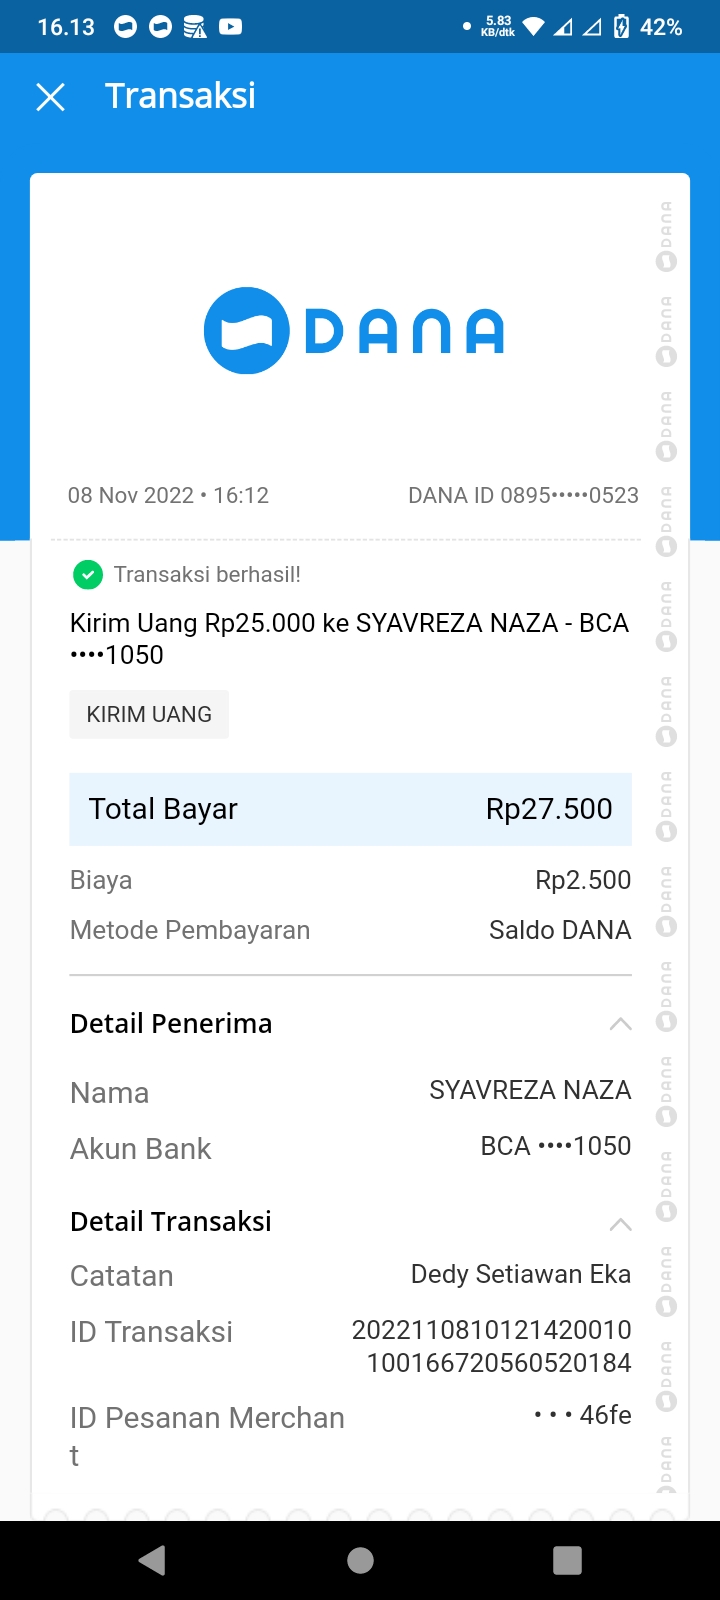 16.13
5.83
KB/dtk
42%
Transaksi
DANA
08 Nov 2022 • 16:12
DANA ID 0895•••••0523
Transaksi berhasil!
Kirim Uang Rp25.000 ke SYAVREZA NAZA - BCA
••••1050
KIRIM UANG
Total Bayar Rp27.500
Biaya Rp2.500
Metode Pembayaran Saldo DANA
Detail Penerima
Nama SYAVREZA NAZA
Akun Bank BCA ••••1050
Detail Transaksi
Catatan Dedy Setiawan Eka
ID Transaksi 2022110810121420010
100166720560520184
ID Pesanan Merchan • • • 46fe
t
DANA
DANA
DANA
DANA
DANA
DANA
DANA
DANA
DANA
DANA
DANA
DANA
DANA
DANA